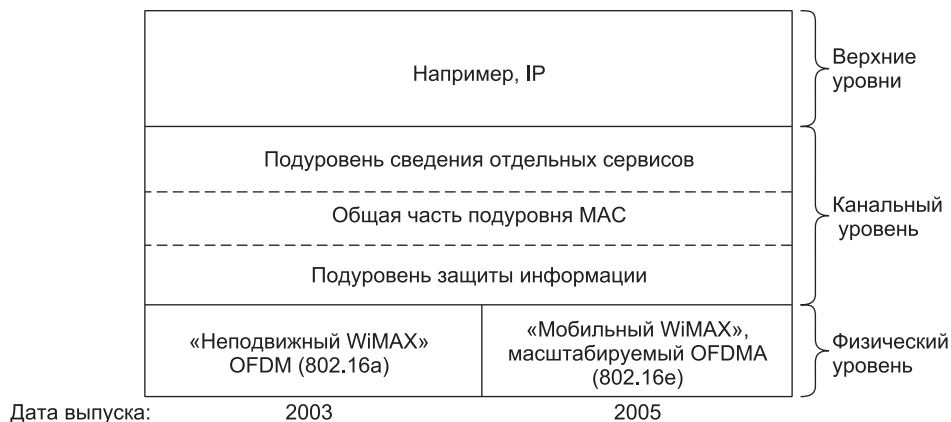 Например, IP
Верхние
уровни
Подуровень сведения отдельных сервисов
Общая часть подуровня MAC
Подуровень защиты информации
Канальный
уровень
«Неподвижный WiMAX»
OFDM (802.16a)
«Мобильный WiMAX»,
масштабируемый OFDMA
(802.16e)
Физический
уровень
Дата выпуска: 2003 2005